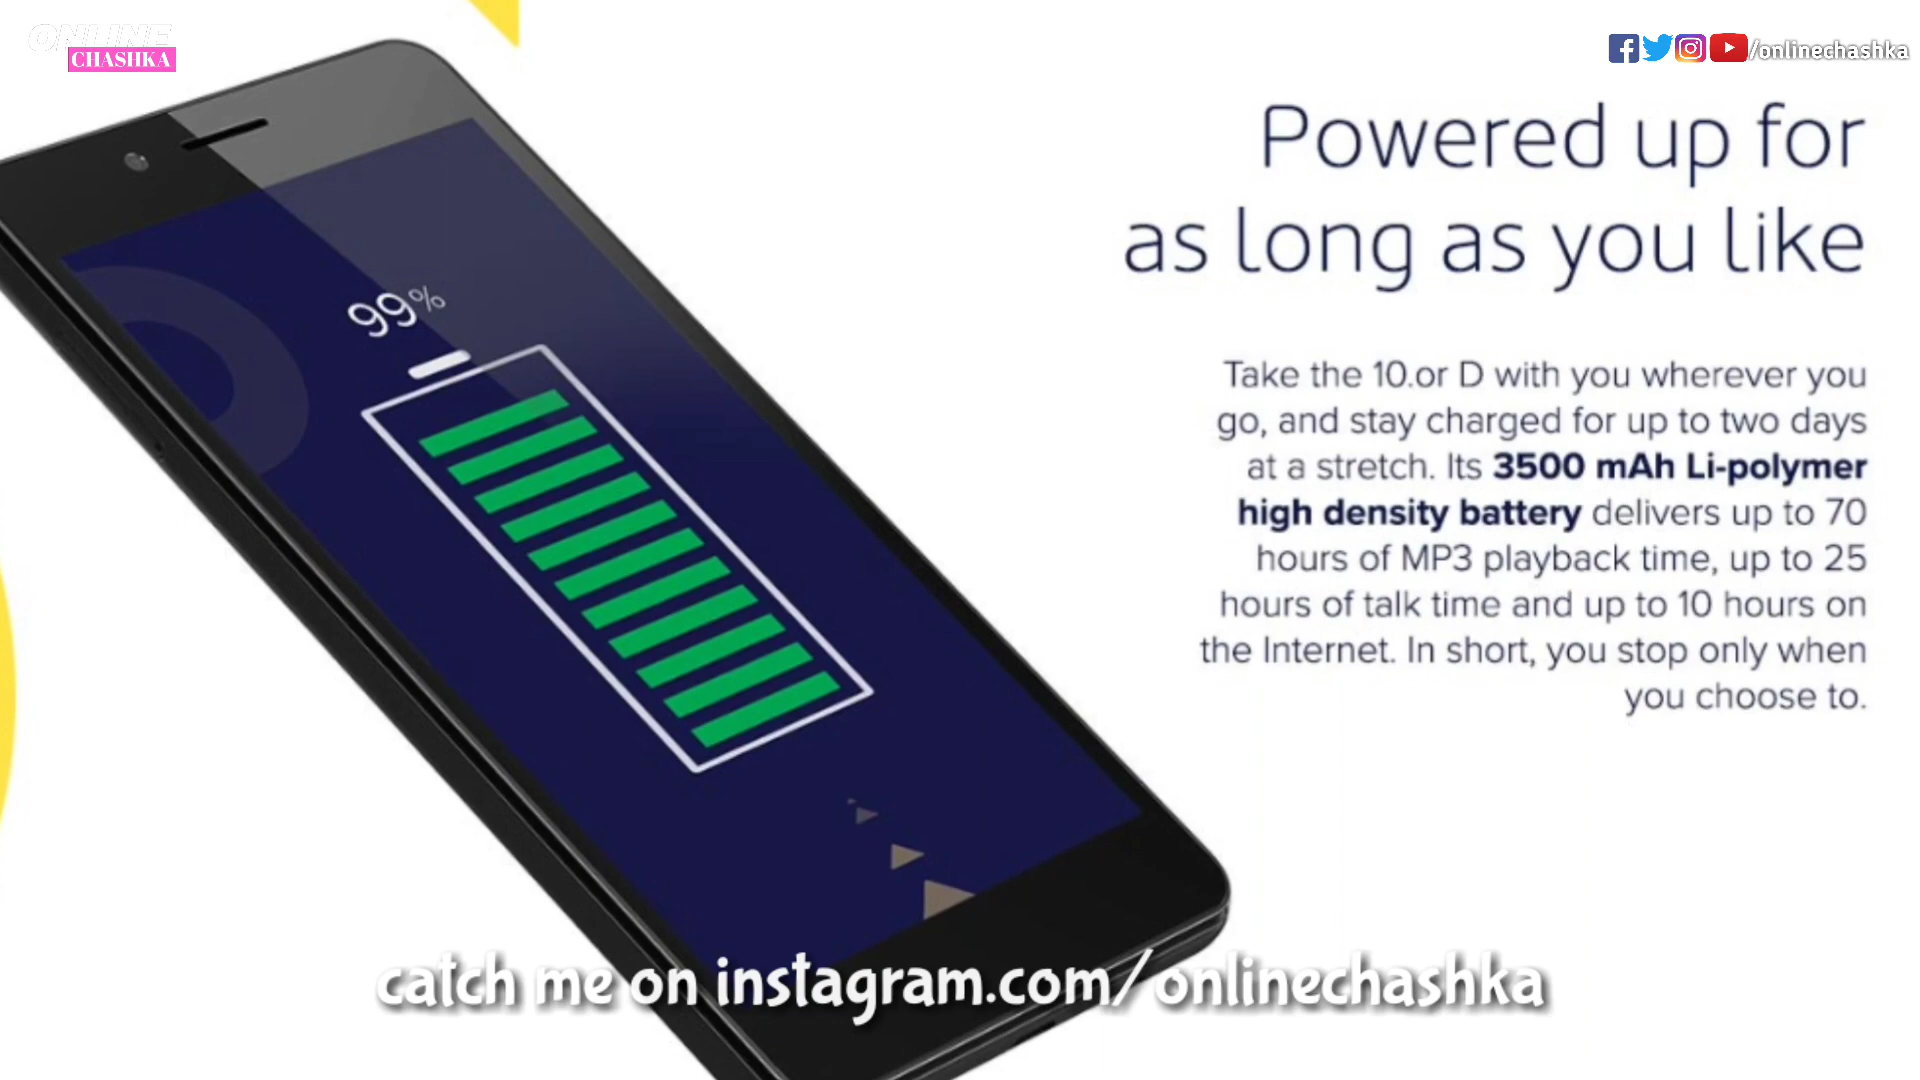 ONLINE
CHASHKA
/onlinechashka
Powered up for
as long as you like
99%
Take the 10.or D with you wherever you
go, and stay charged for up to two days
at a stretch. Its 3500 mAh Li-polymer
high density battery delivers up to 70
hours of MP3 playback time, up to 25
hours of talk time and up to 10 hours on
the Internet. In short, you stop only when
you choose to.
catch me on instagram.com/onlinechashka